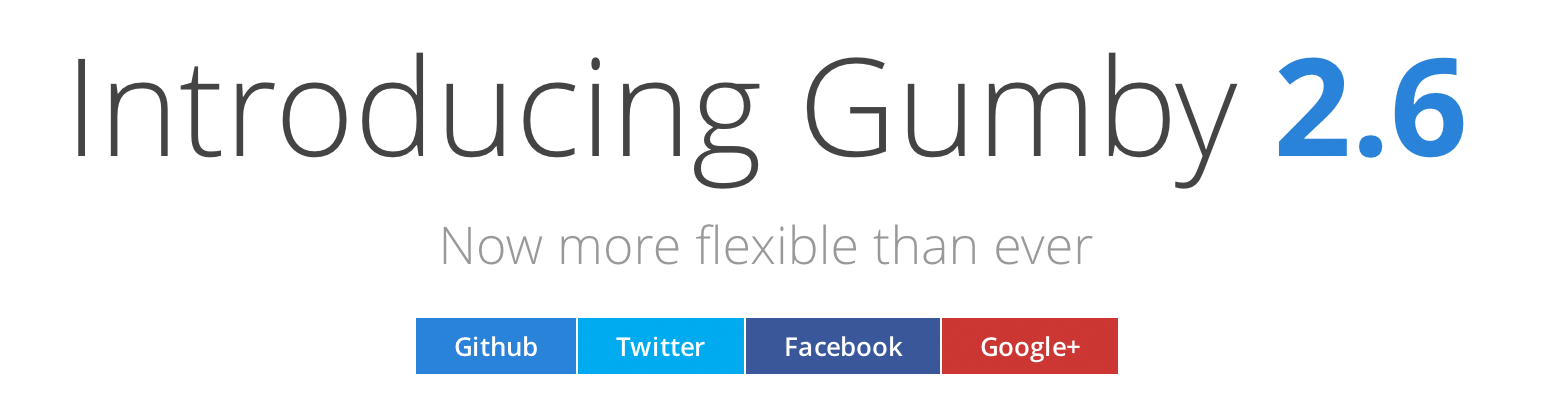 Introducing Gumby 2.6
Now more flexible than ever
Github Twitter Facebook Google+